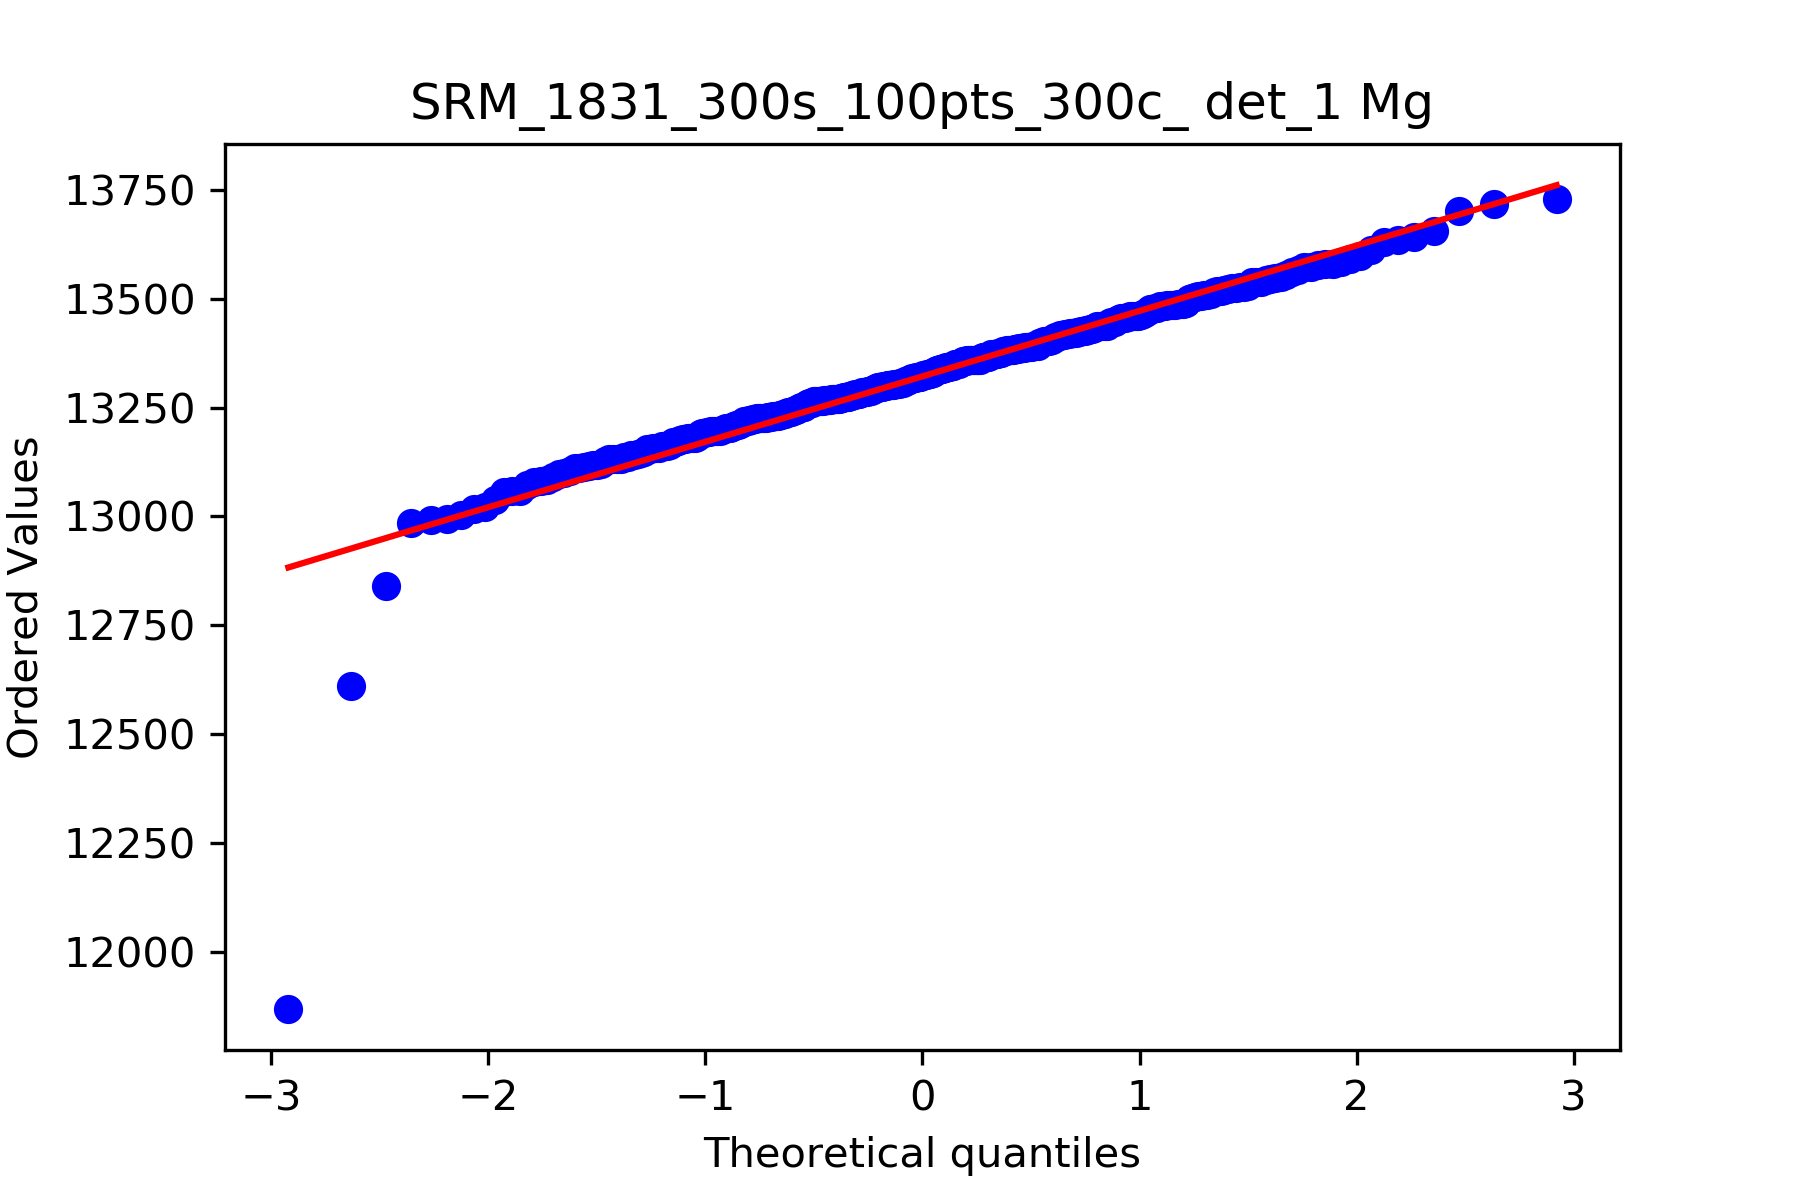 SRM_1831_300s_100pts_300c_ det_1 Mg
13750
13500
13250
13000
12750
12500
12250
12000
Ordered Values
−3 −2 −1 0 1 2 3
Theoretical quantiles